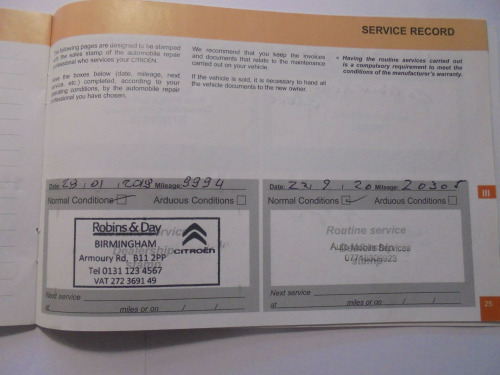 SERVICE RECORD
The following pages are designed to be stamped
with the sales stamp of the automobile repair
professional who services your CITROËN.
Have the boxes below (date, mileage, next
service, etc.) completed, according to your
operating conditions, by the automobile repair
professional you have chosen.
We recommend that you keep the invoices
and documents that relate to the maintenance
carried out on your vehicle.
If the vehicle is sold, it is necessary to hand all
the vehicle documents to the new owner.
• Having the routine services carried out
is a compulsory requirement to meet the
conditions of the manufacturer's warranty.
III
Date: 29.01.2019 Mileage: 9994
Normal Conditions Arduous Conditions
Robins & Day
BIRMINGHAM
Armoury Rd, B11 2PP
Tel 0131 123 4567
VAT 272 3691 49
CITROËN
Next service
at miles or on / /
Date: 22.9.20 Mileage: 20305
Normal Conditions Arduous Conditions
Routine service
Mobile Services
stamp
Next service
at miles or on / /
25